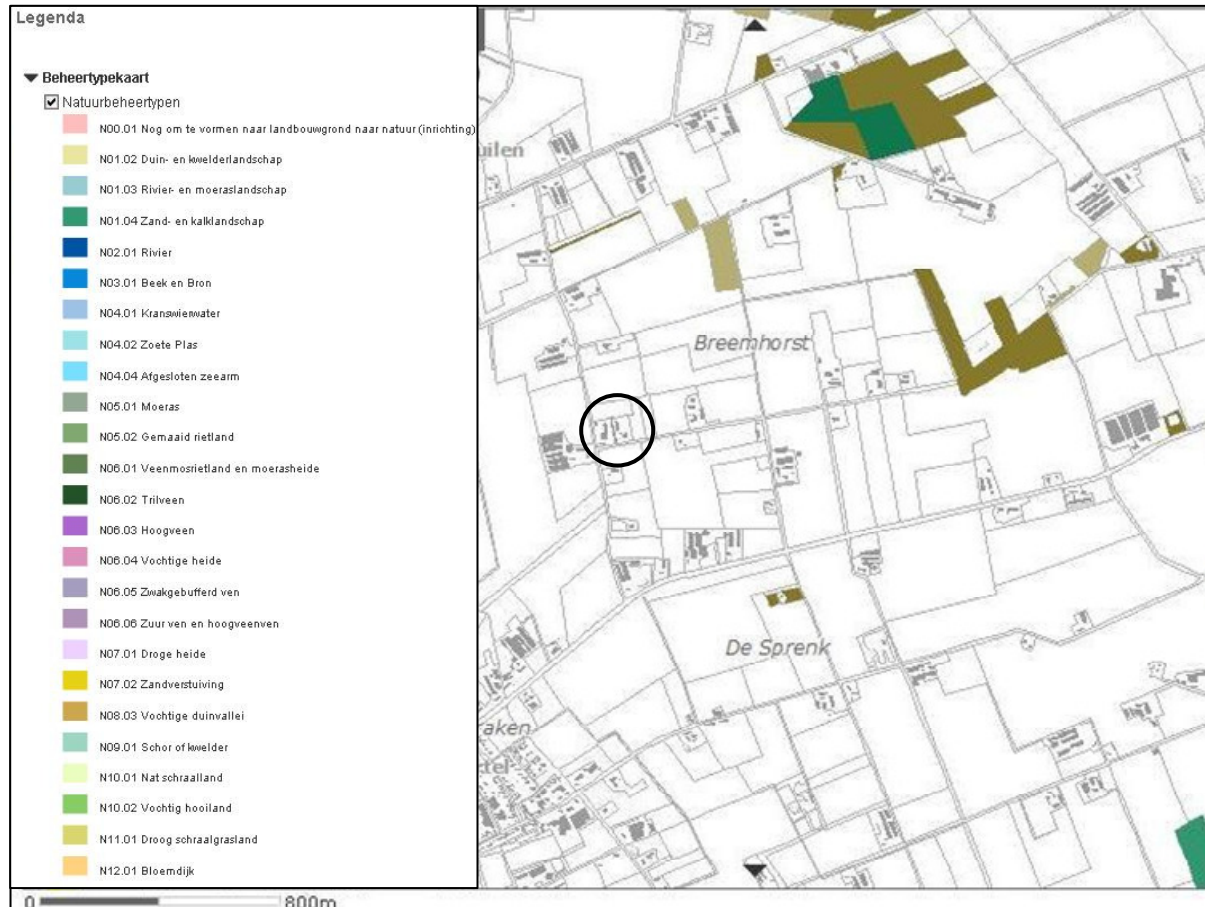 Legenda
Beheertypekaart
Natuurbeheertypen
N00.01 Nog om te vormen naar landbouwgrond naar natuur (inrichting)
N01.02 Duin- en kwelderlandschap
N01.03 Rivier- en moeraslandschap
N01.04 Zand- en kalklandschap
N02.01 Rivier
N03.01 Beek en Bron
N04.01 Kranswierwater
N04.02 Zoete Plas
N04.04 Afgesloten zeearm
N05.01 Moeras
N05.02 Gemaaid rietland
N06.01 Veenmosrietland en moerasheide
N06.02 Trilveen
N06.03 Hoogveen
N06.04 Vochtige heide
N06.05 Zwakgebufferd ven
N06.06 Zuur ven en hoogveenven
N07.01 Droge heide
N07.02 Zandverstuiving
N08.03 Vochtige duinvallei
N09.01 Schor of kwelder
N10.01 Nat schraalland
N10.02 Vochtig hooiland
N11.01 Droog schraalgrasland
N12.01 Bloemdijk
uilen
Breemhorst
De Sprenk
raken
tel
0 800m